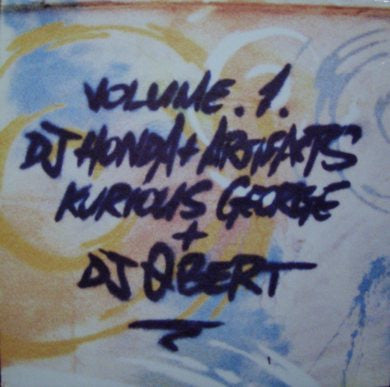 VOLUME.1.
DJ HONDA + ARTIFACTS
KURIOUS GEORGE
+
DJ QBERT